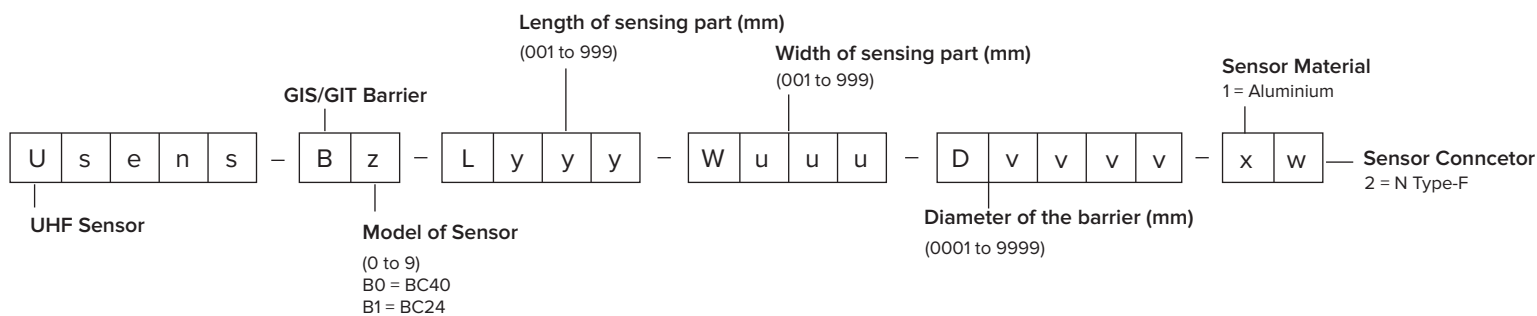 Length of sensing part (mm)
(001 to 999)
Width of sensing part (mm)
(001 to 999)
Sensor Material
1 = Aluminium
GIS/GIT Barrier
U s e n s – B z – L y y y – W u u u – D v v v v – x w
Sensor Conncetor
2 = N Type-F
UHF Sensor
Model of Sensor
(0 to 9)
B0 = BC40
B1 = BC24
Diameter of the barrier (mm)
(0001 to 9999)